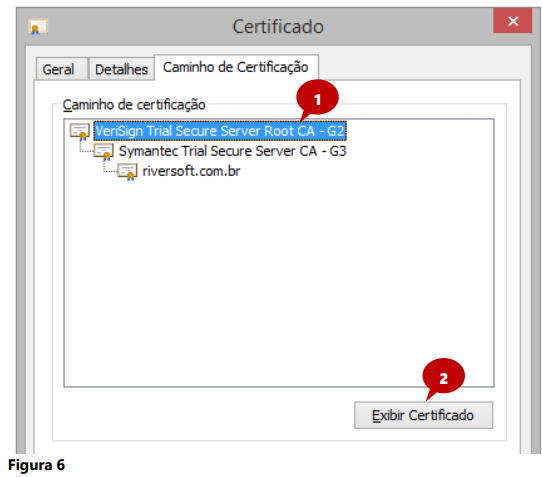 Certificado
Geral Detalhes Caminho de Certificação
Caminho de certificação
1
VeriSign Trial Secure Server Root CA - G2
Symantec Trial Secure Server CA - G3
riversoft.com.br
2
Exibir Certificado
Figura 6